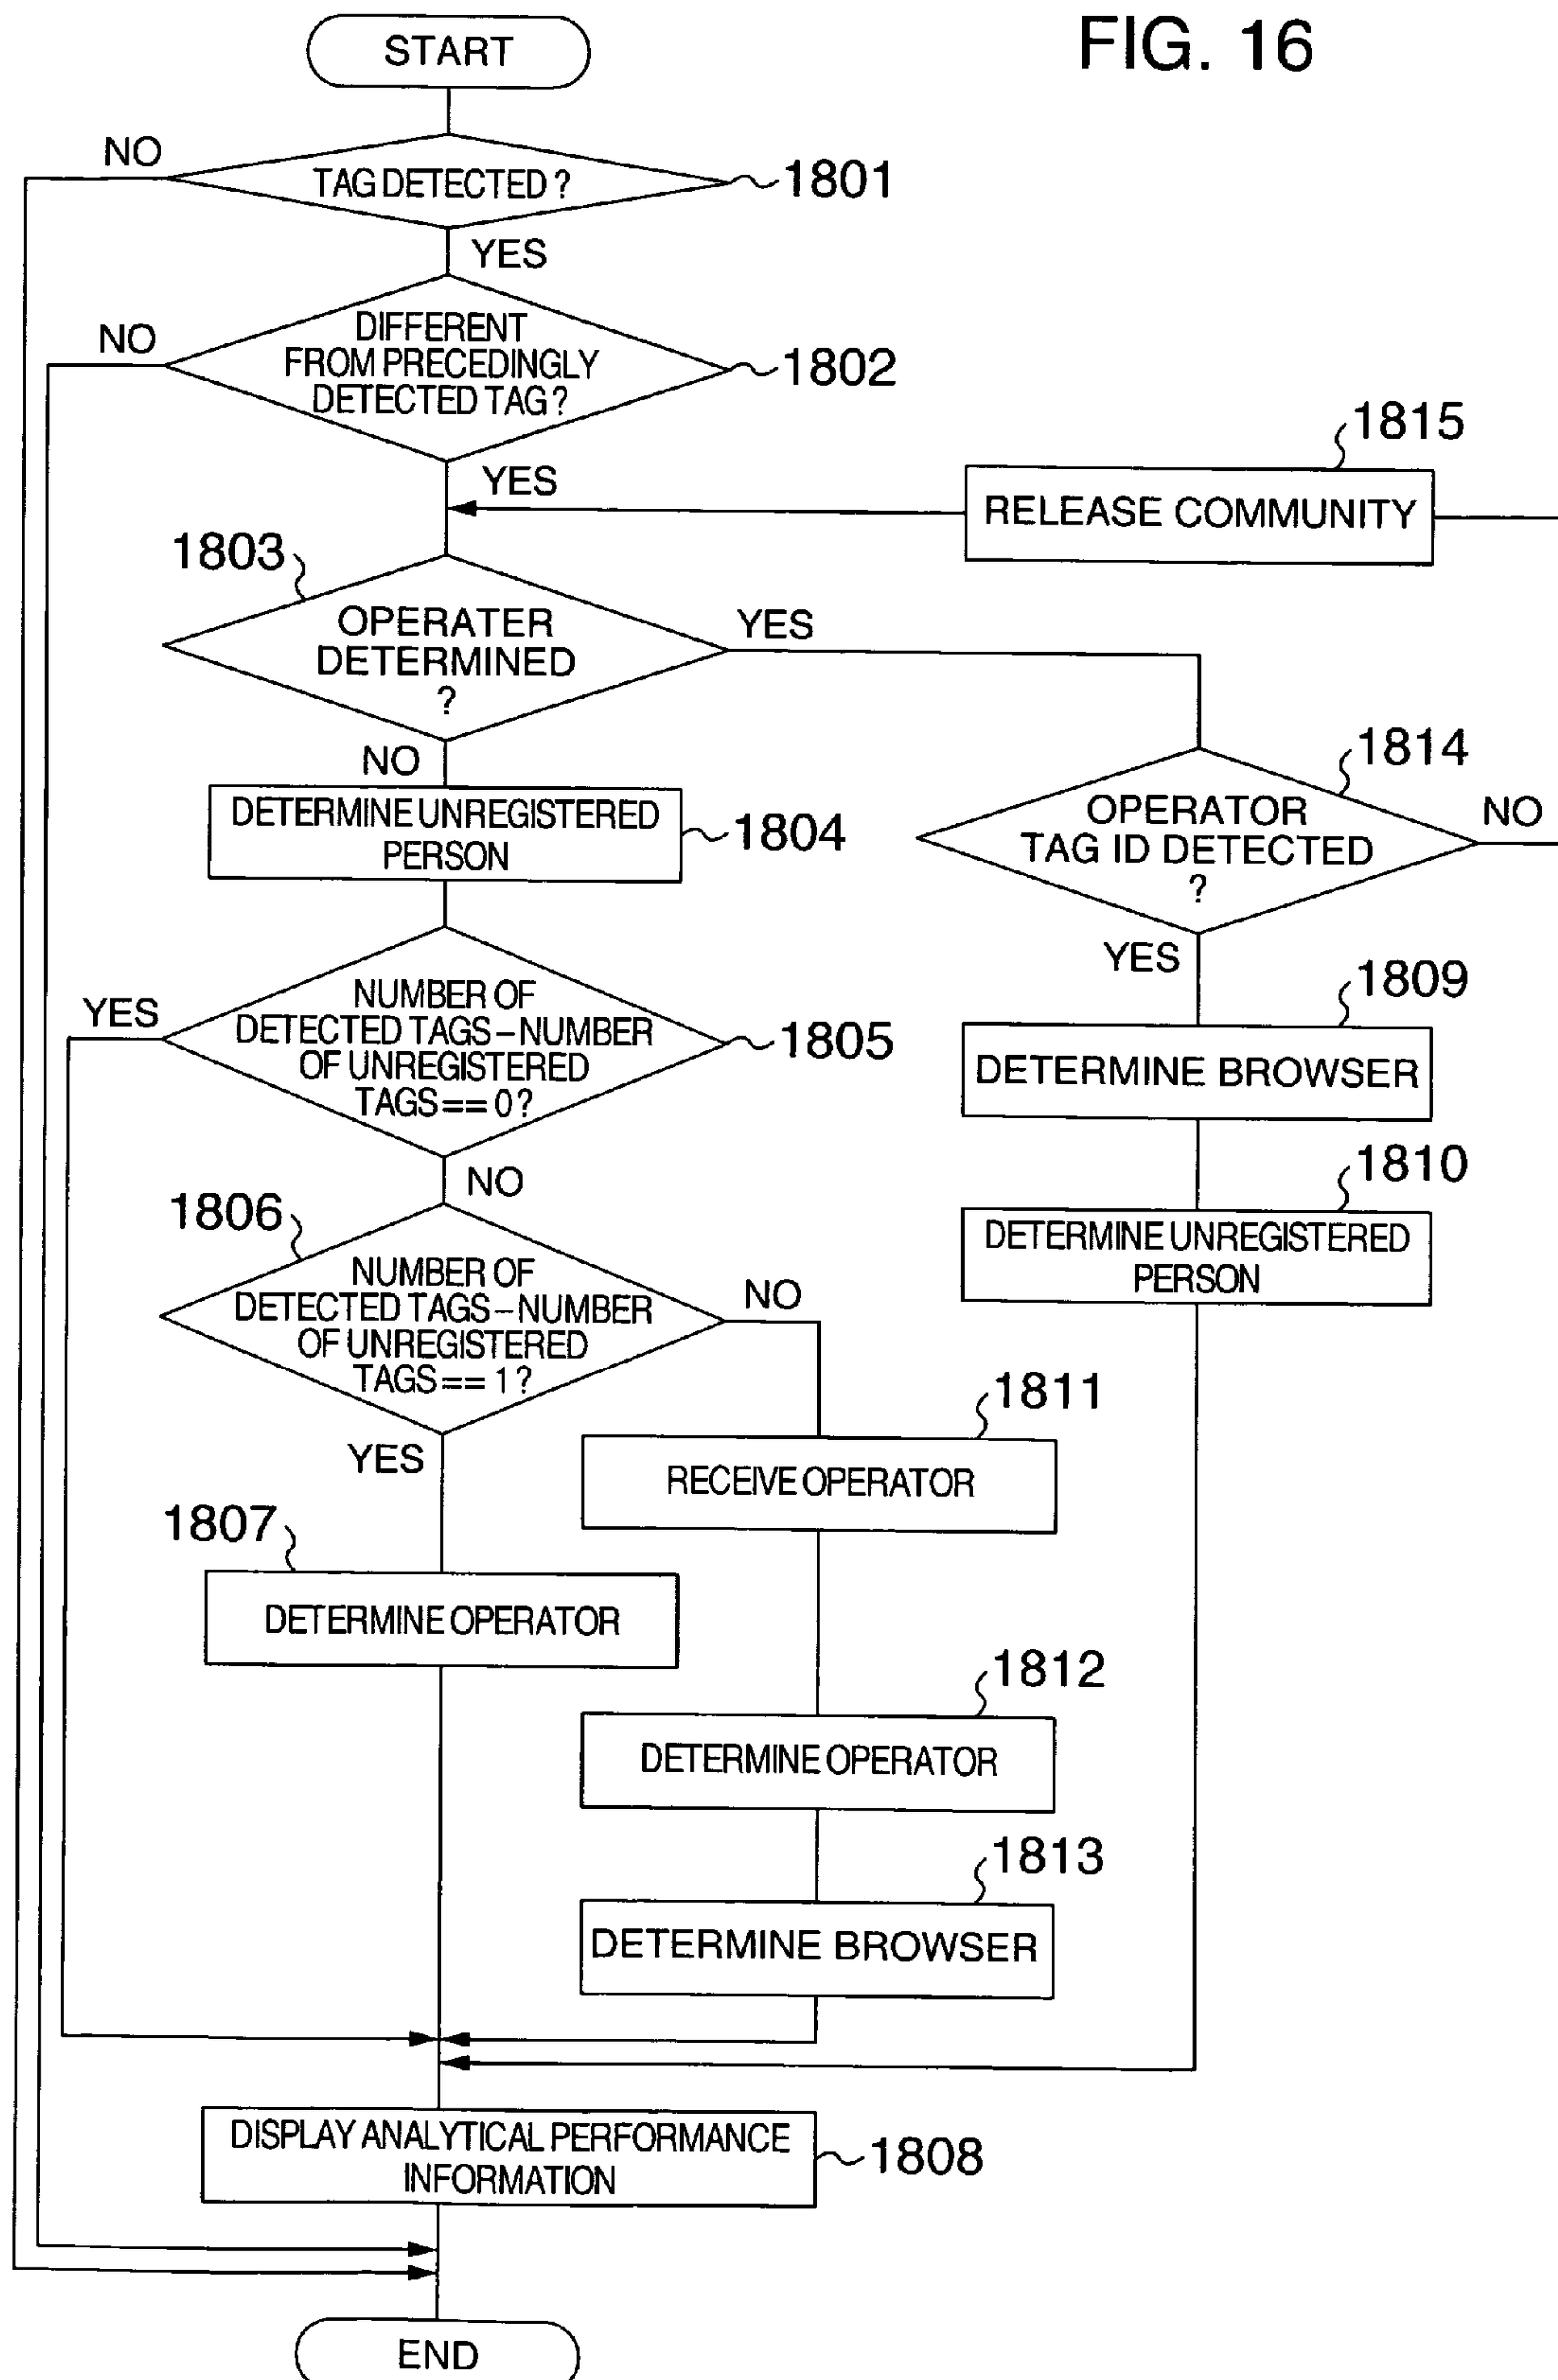 FIG. 16
START
NO
TAG DETECTED ?
1801
YES
NO
DIFFERENT
FROM PRECEDINGLY
DETECTED TAG ?
1802
YES
1815
RELEASE COMMUNITY
1803
OPERATER
DETERMINED
?
YES
NO
1814
OPERATOR
TAG ID DETECTED
?
NO
YES
DETERMINE UNREGISTERED
PERSON
1804
YES
NUMBER OF
DETECTED TAGS – NUMBER
OF UNREGISTERED
TAGS == 0?
1805
NO
1809
DETERMINE BROWSER
1810
DETERMINE UNREGISTERED
PERSON
1806
NUMBER OF
DETECTED TAGS – NUMBER
OF UNREGISTERED
TAGS == 1?
NO
YES
1811
RECEIVE OPERATOR
1807
DETERMINE OPERATOR
1812
DETERMINE OPERATOR
1813
DETERMINE BROWSER
DISPLAY ANALYTICAL PERFORMANCE
INFORMATION
1808
END